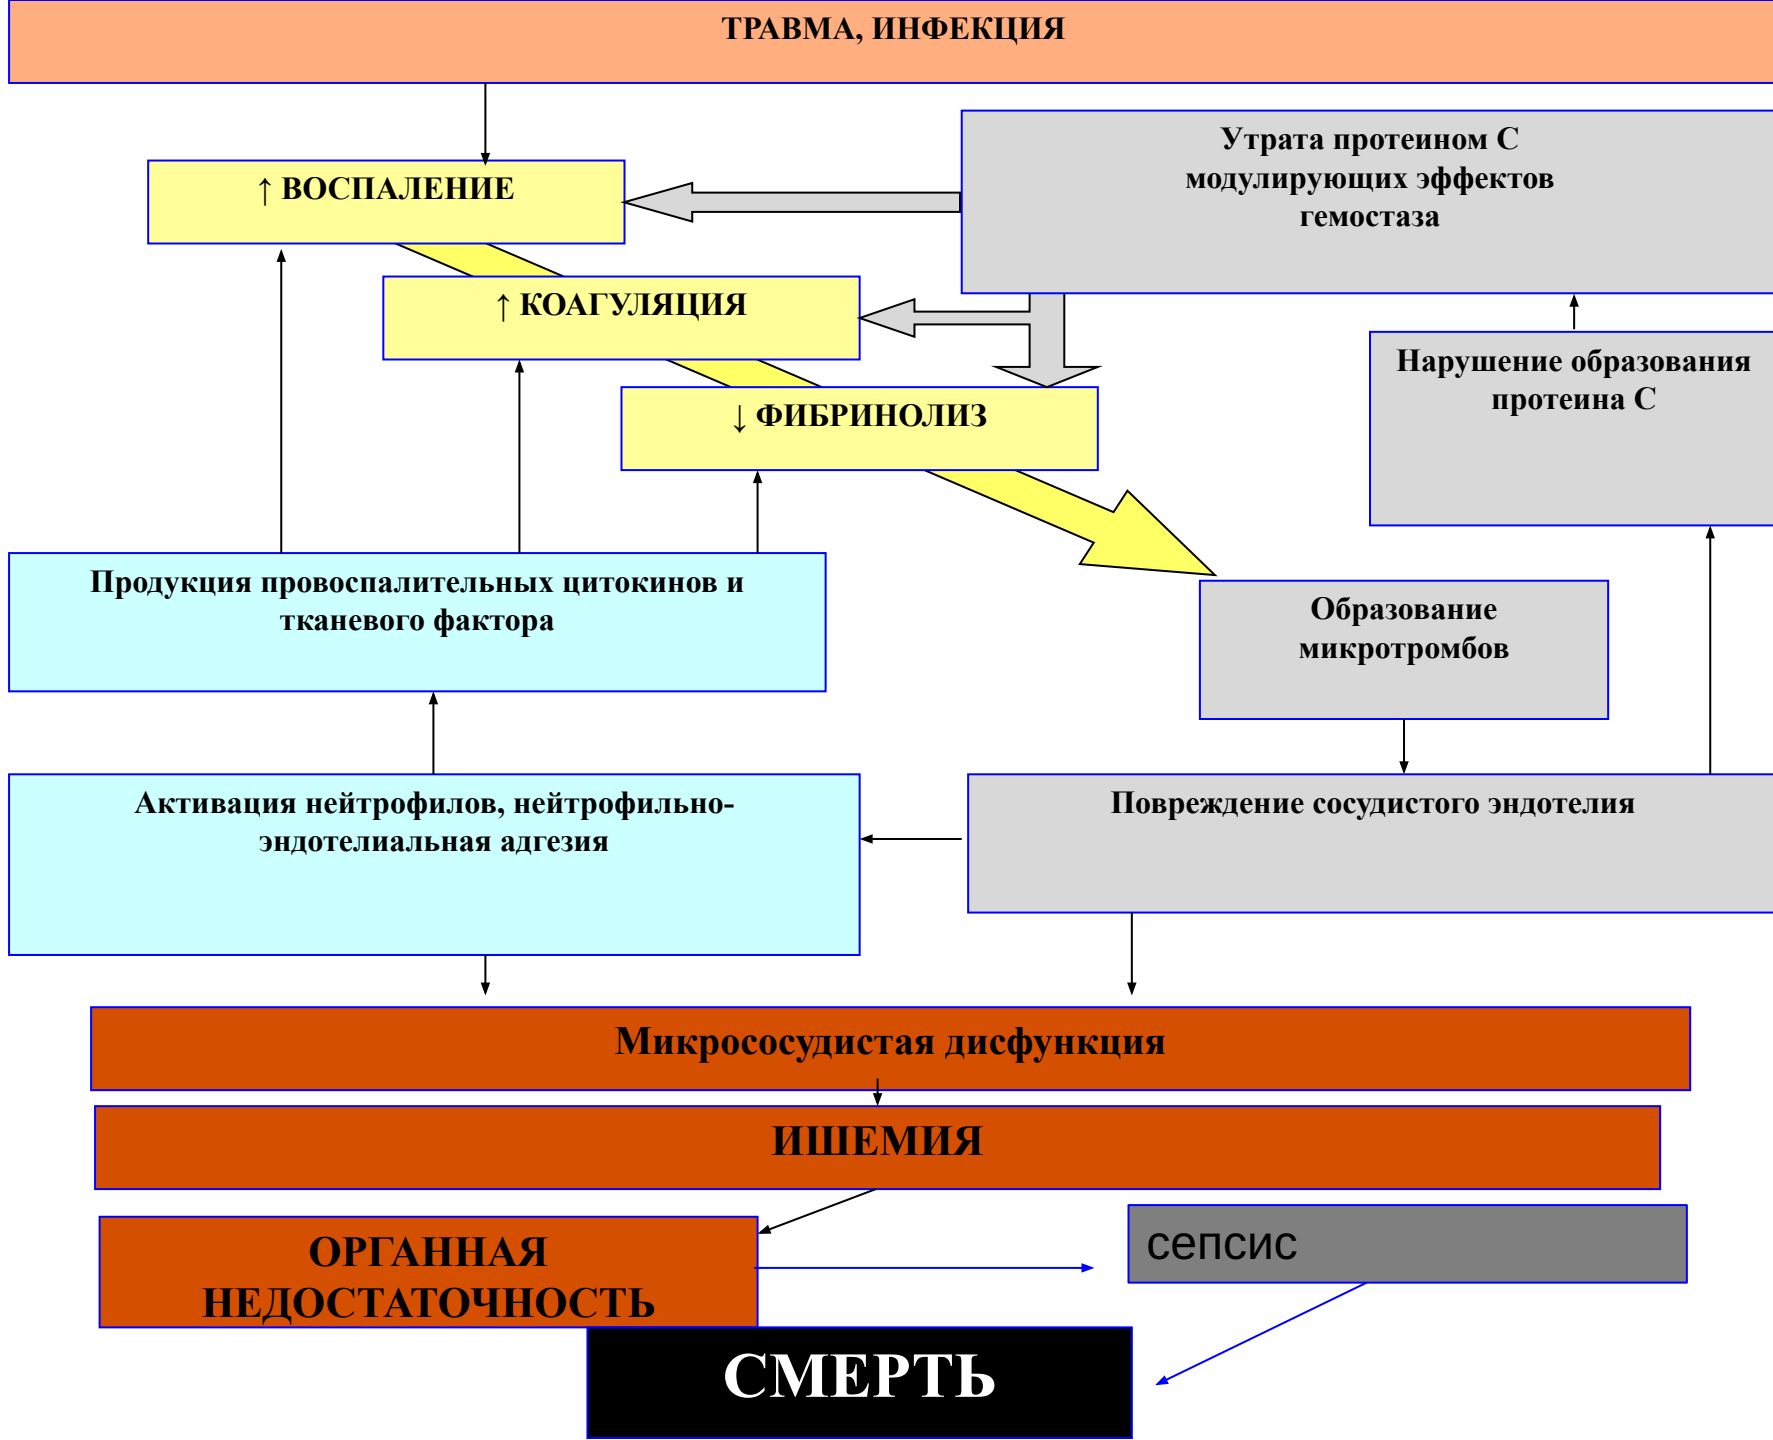 ТРАВМА, ИНФЕКЦИЯ
Утрата протеином С
модулирующих эффектов
гемостаза
↑ ВОСПАЛЕНИЕ
↑ КОАГУЛЯЦИЯ
Нарушение образования
протеина С
↓ ФИБРИНОЛИЗ
Продукция провоспалительных цитокинов и
тканевого фактора
Образование
микротромбов
Активация нейтрофилов, нейтрофильно-
эндотелиальная адгезия
Повреждение сосудистого эндотелия
Микрососудистая дисфункция
ИШЕМИЯ
ОРГАННАЯ
НЕДОСТАТОЧНОСТЬ
сепсис
СМЕРТЬ